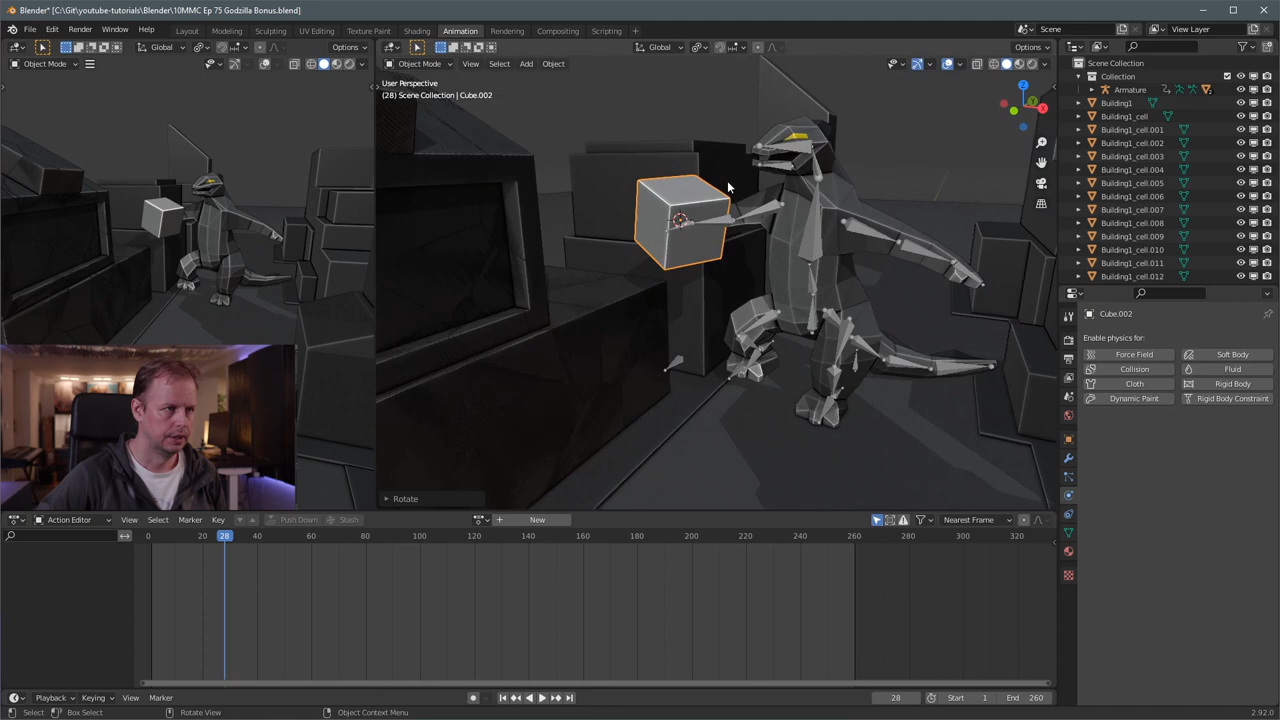 Blender* [C:\Git\youtube-tutorials\Blender\10MMC Ep 75 Godzilla Bonus.blend]
File Edit Render Window Help Layout Modeling Sculpting UV Editing Texture Paint Shading Animation Rendering Compositing Scripting + Scene View Layer
Global Options Global Options
Object Mode Object Mode View Select Add Object
User Perspective
(28) Scene Collection | Cube.002
Z
Y
X
Scene Collection
Collection
Armature
Building1
Building1_cell
Building1_cell.001
Building1_cell.002
Building1_cell.003
Building1_cell.004
Building1_cell.005
Building1_cell.006
Building1_cell.007
Building1_cell.008
Building1_cell.009
Building1_cell.010
Building1_cell.011
Building1_cell.012
Cube.002
Enable physics for:
Force Field Soft Body
Collision Fluid
Cloth Rigid Body
Dynamic Paint Rigid Body Constraint
Rotate
Action Editor View Select Marker Key Push Down Stash New Nearest Frame
0 20 28 40 60 80 100 120 140 160 180 200 220 240 260 280 300 320
Playback Keying View Marker 28 Start 1 End 260
Select Box Select Rotate View Object Context Menu 2.92.0